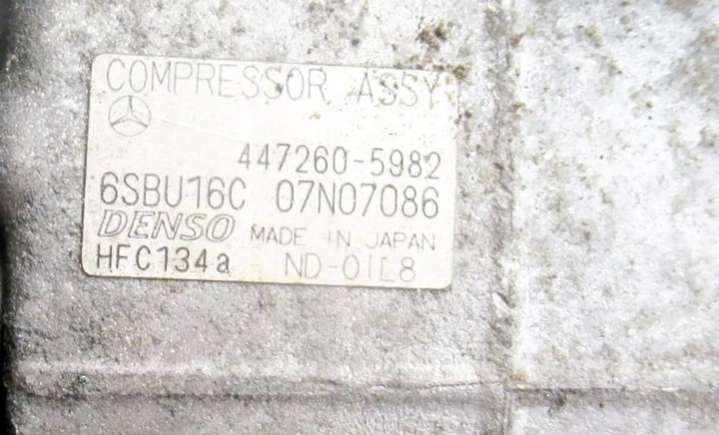 COMPRESSOR ASSY
447260-5982
6SBU16C 07N07086
DENSO MADE IN JAPAN
HFC134a ND-OIL8